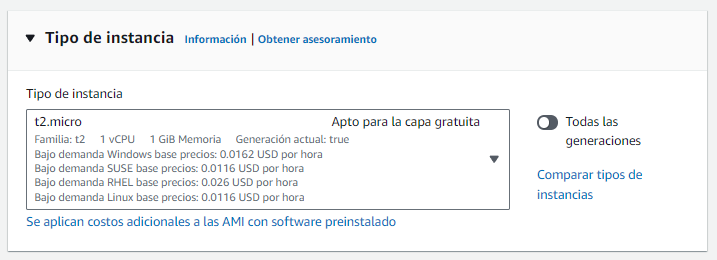 Tipo de instancia Información | Obtener asesoramiento
Tipo de instancia
t2.micro Apto para la capa gratuita
Familia: t2 1 vCPU 1 GiB Memoria Generación actual: true
Bajo demanda Windows base precios: 0.0162 USD por hora
Bajo demanda SUSE base precios: 0.0116 USD por hora
Bajo demanda RHEL base precios: 0.026 USD por hora
Bajo demanda Linux base precios: 0.0116 USD por hora
Se aplican costos adicionales a las AMI con software preinstalado
Todas las
generaciones
Comparar tipos de
instancias